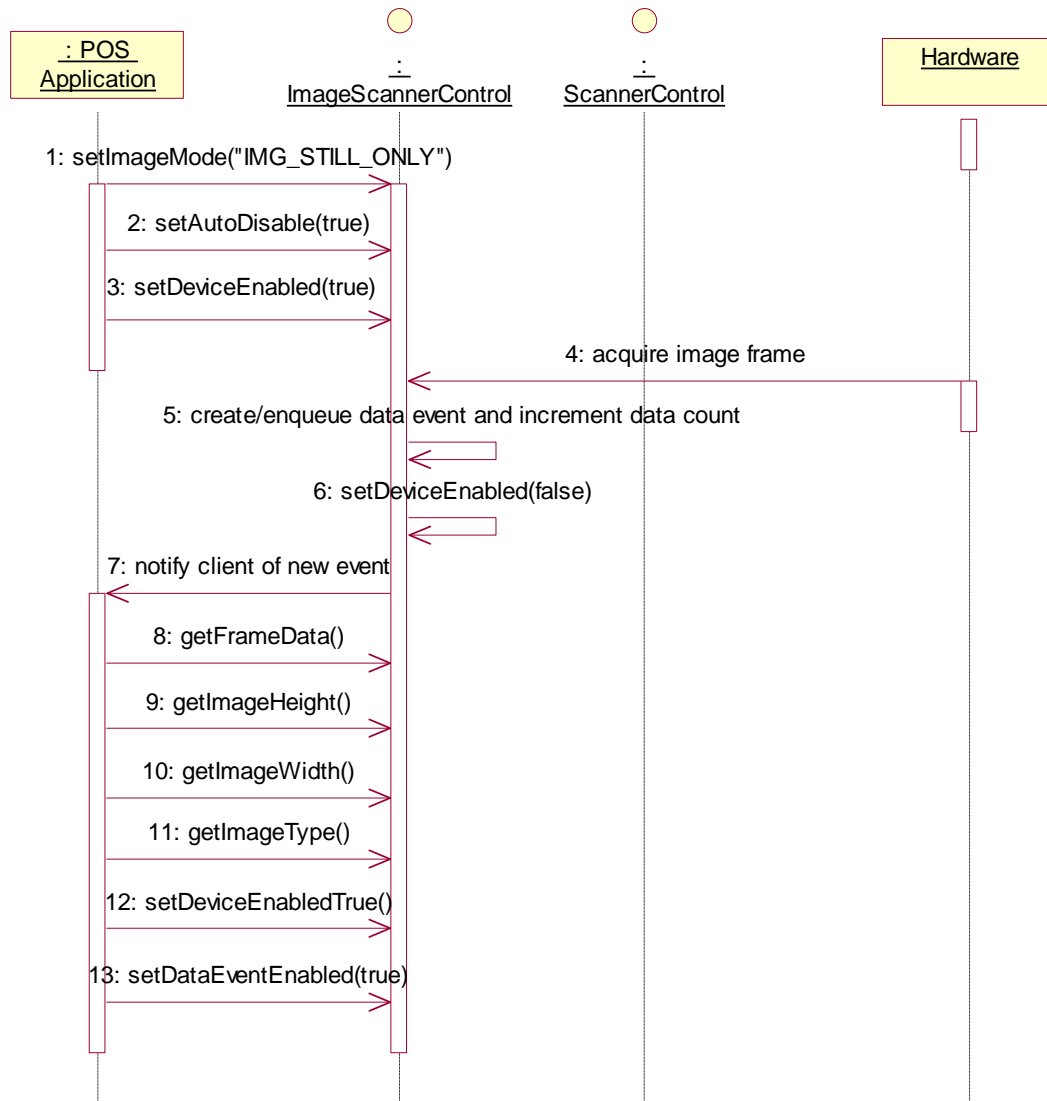 : POS
Application
:
ImageScannerControl
:
ScannerControl
Hardware
1: setImageMode("IMG_STILL_ONLY")
2: setAutoDisable(true)
3: setDeviceEnabled(true)
4: acquire image frame
5: create/enqueue data event and increment data count
6: setDeviceEnabled(false)
7: notify client of new event
8: getFrameData()
9: getImageHeight()
10: getImageWidth()
11: getImageType()
12: setDeviceEnabledTrue()
13: setDataEventEnabled(true)